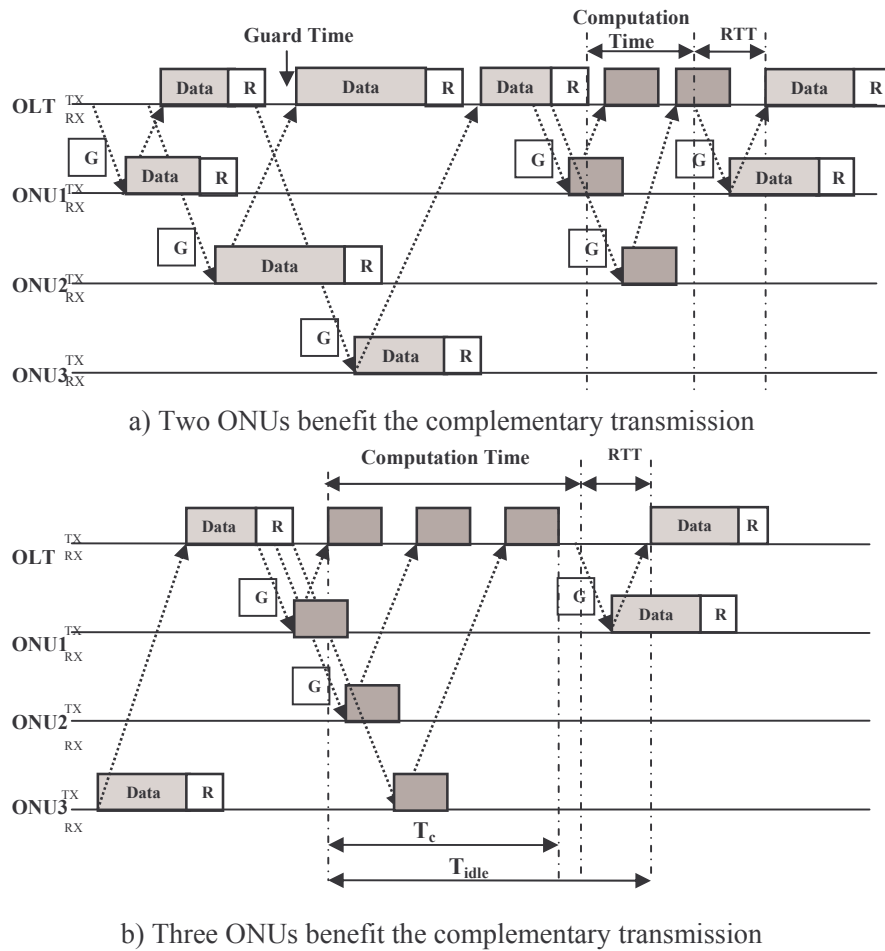 Computation
Time
RTT
Guard Time
Data R
Data R
Data R
Data R
OLT TX
RX
G
G
G
Data R
Data R
ONU1 TX
RX
G
G
Data R
ONU2 TX
RX
G
Data R
ONU3 TX
RX
a) Two ONUs benefit the complementary transmission
Computation Time
RTT
Data R
Data R
OLT TX
RX
G
G
Data R
ONU1 TX
RX
G
ONU2 TX
RX
Data R
ONU3 TX
RX
Tc
Tidle
b) Three ONUs benefit the complementary transmission